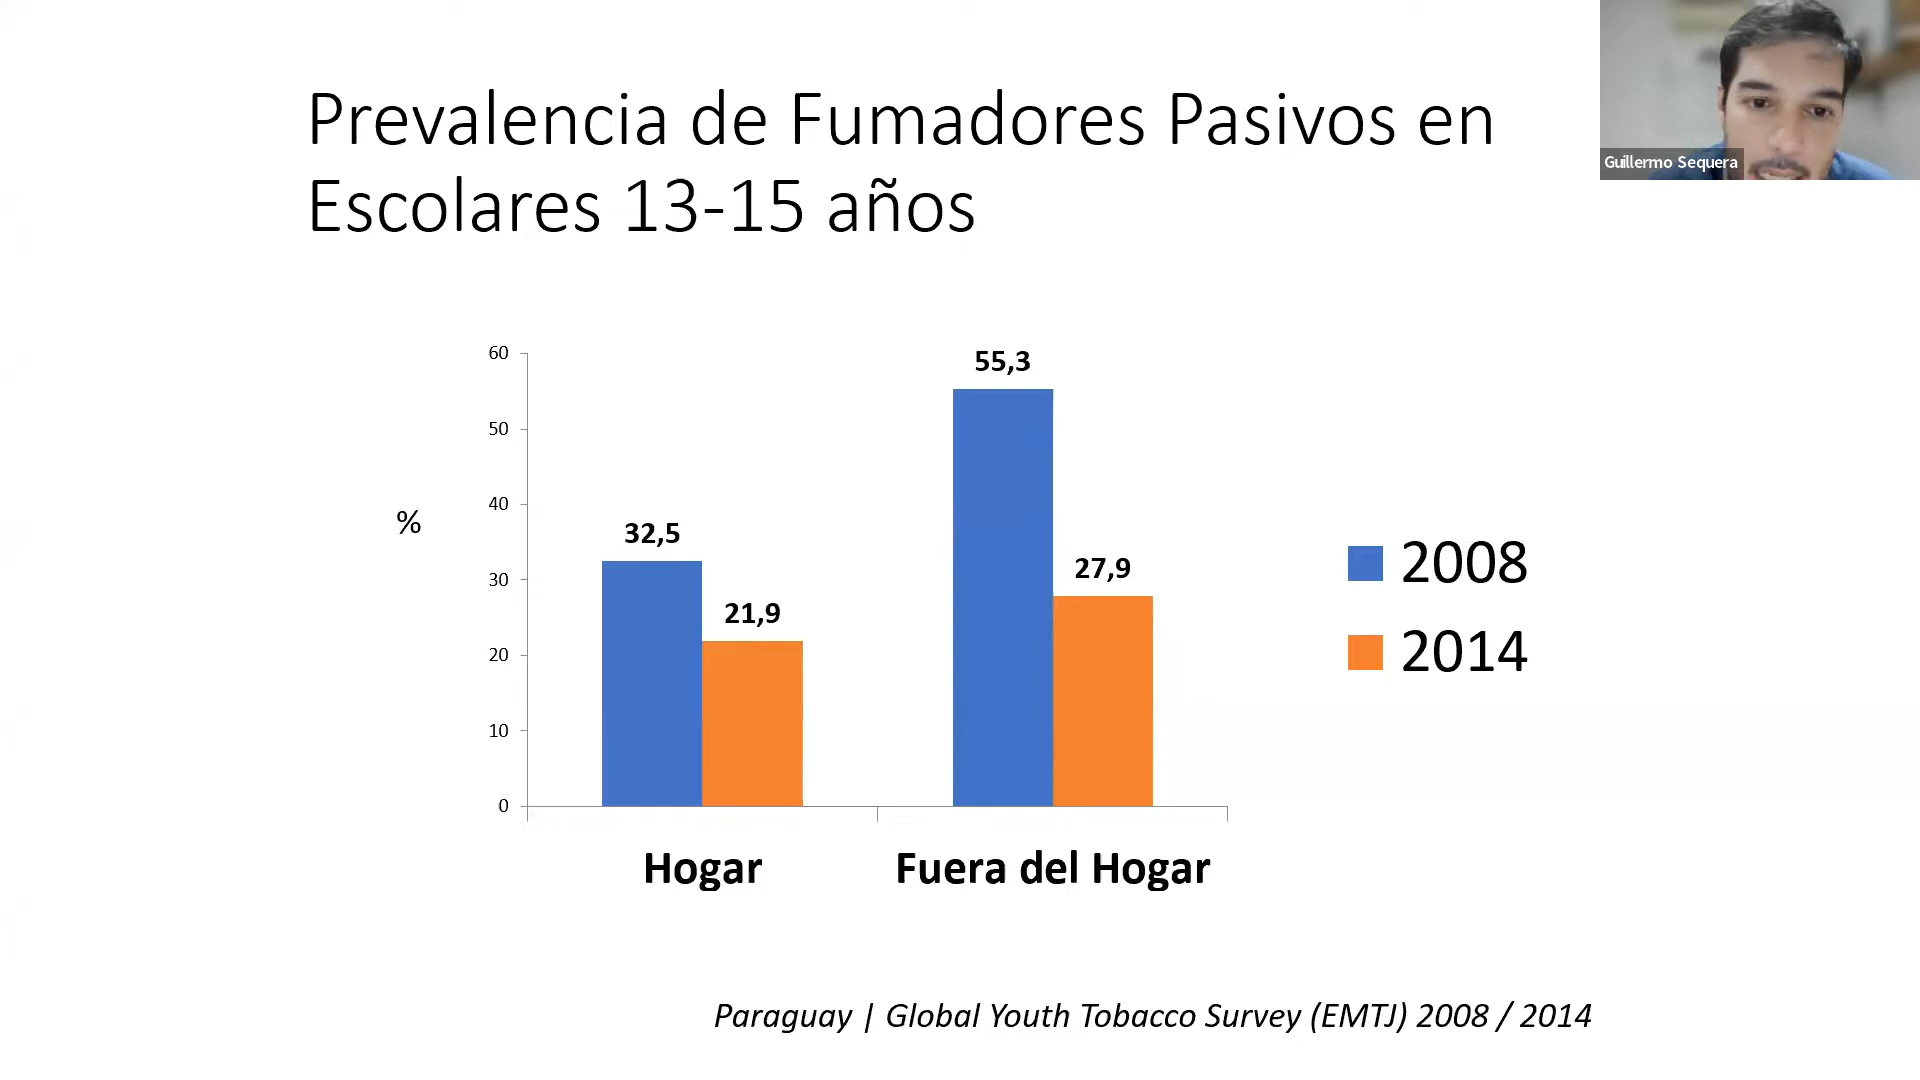 Prevalencia de Fumadores Pasivos en
Escolares 13-15 años
Guillermo Sequera
60
50
40
30
20
10
0
%
32,5
21,9
55,3
27,9
2008
2014
Hogar
Fuera del Hogar
Paraguay | Global Youth Tobacco Survey (EMTJ) 2008 / 2014